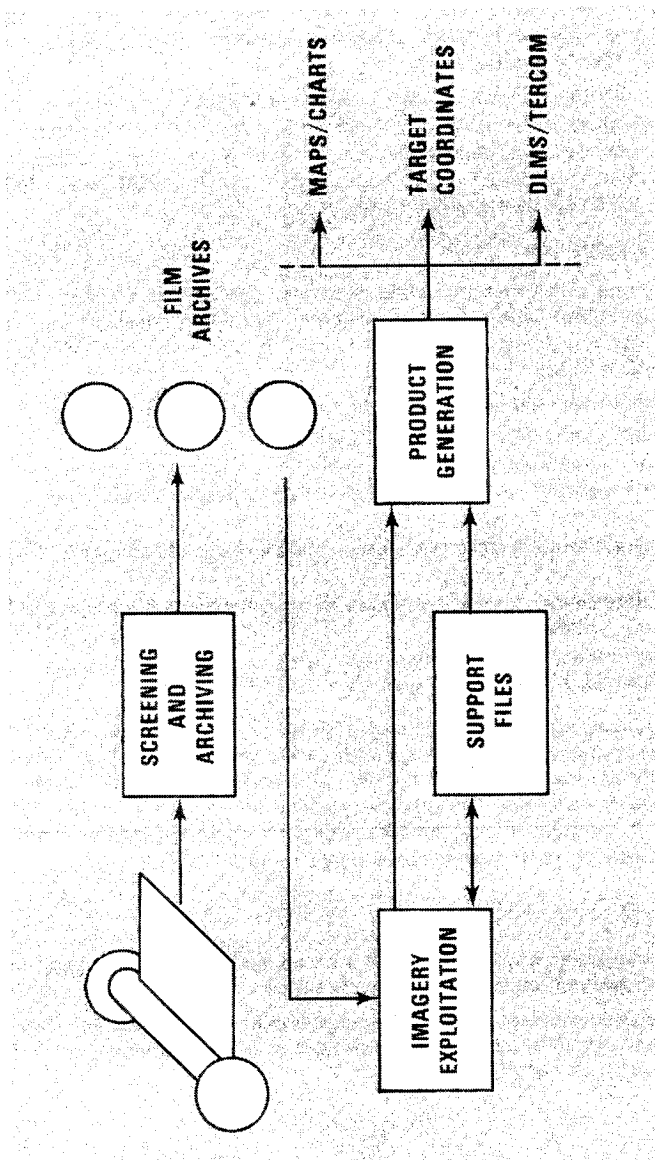 SCREENING
AND
ARCHIVING
FILM
ARCHIVES
IMAGERY
EXPLOITATION
SUPPORT
FILES
PRODUCT
GENERATION
MAPS/CHARTS
TARGET
COORDINATES
DLMS/TERCOM